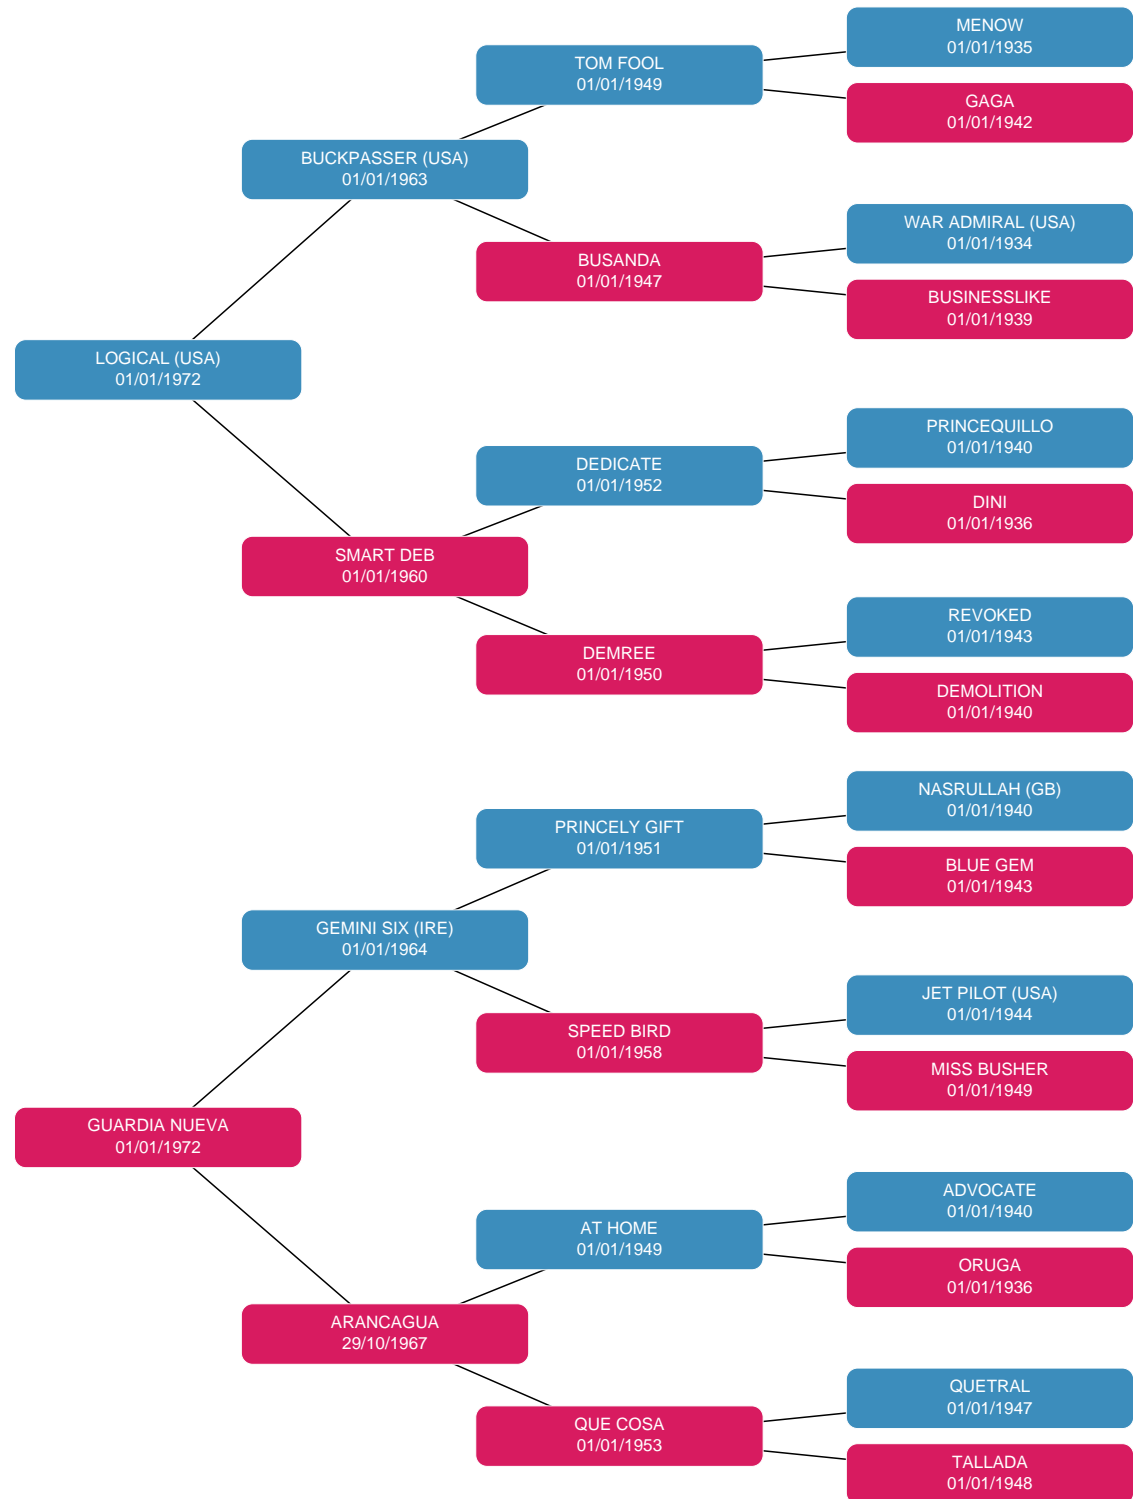 MENOW
01/01/1935
TOM FOOL
01/01/1949
GAGA
01/01/1942
BUCKPASSER (USA)
01/01/1963
WAR ADMIRAL (USA)
01/01/1934
BUSANDA
01/01/1947
BUSINESSLIKE
01/01/1939
LOGICAL (USA)
01/01/1972
PRINCEQUILLO
01/01/1940
DEDICATE
01/01/1952
DINI
01/01/1936
SMART DEB
01/01/1960
REVOKED
01/01/1943
DEMREE
01/01/1950
DEMOLITION
01/01/1940
NASRULLAH (GB)
01/01/1940
PRINCELY GIFT
01/01/1951
BLUE GEM
01/01/1943
GEMINI SIX (IRE)
01/01/1964
JET PILOT (USA)
01/01/1944
SPEED BIRD
01/01/1958
MISS BUSHER
01/01/1949
GUARDIA NUEVA
01/01/1972
ADVOCATE
01/01/1940
AT HOME
01/01/1949
ORUGA
01/01/1936
ARANCAGUA
29/10/1967
QUETRAL
01/01/1947
QUE COSA
01/01/1953
TALLADA
01/01/1948